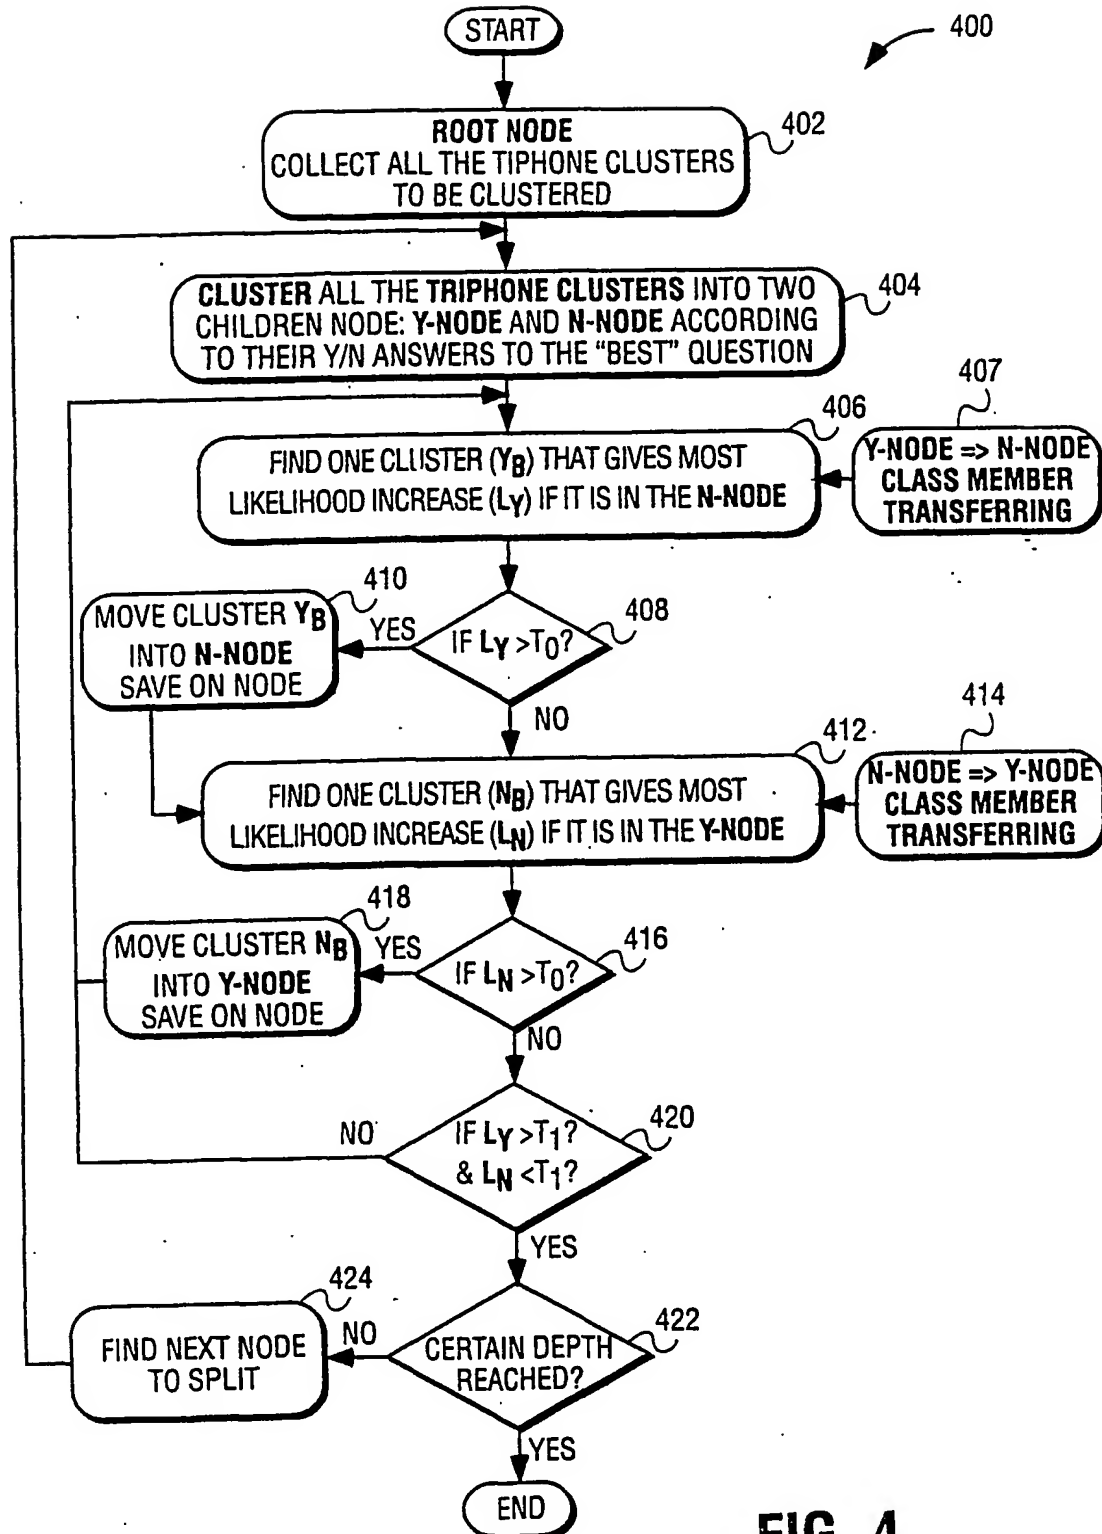 START
400
ROOT NODE
COLLECT ALL THE TIPHONE CLUSTERS
TO BE CLUSTERED
402
CLUSTER ALL THE TRIPHONE CLUSTERS INTO TWO
CHILDREN NODE: Y-NODE AND N-NODE ACCORDING
TO THEIR Y/N ANSWERS TO THE “BEST” QUESTION
404
406
FIND ONE CLUSTER (YB) THAT GIVES MOST
LIKELIHOOD INCREASE (LY) IF IT IS IN THE N-NODE
407
Y-NODE => N-NODE
CLASS MEMBER
TRANSFERRING
IF LY >T0?
408
YES
NO
410
MOVE CLUSTER YB
INTO N-NODE
SAVE ON NODE
412
FIND ONE CLUSTER (NB) THAT GIVES MOST
LIKELIHOOD INCREASE (LN) IF IT IS IN THE Y-NODE
414
N-NODE => Y-NODE
CLASS MEMBER
TRANSFERRING
IF LN >T0?
416
YES
NO
418
MOVE CLUSTER NB
INTO Y-NODE
SAVE ON NODE
IF LY >T1?
& LN <T1?
420
NO
YES
CERTAIN DEPTH
REACHED?
422
NO
YES
424
FIND NEXT NODE
TO SPLIT
END
FIG. 4